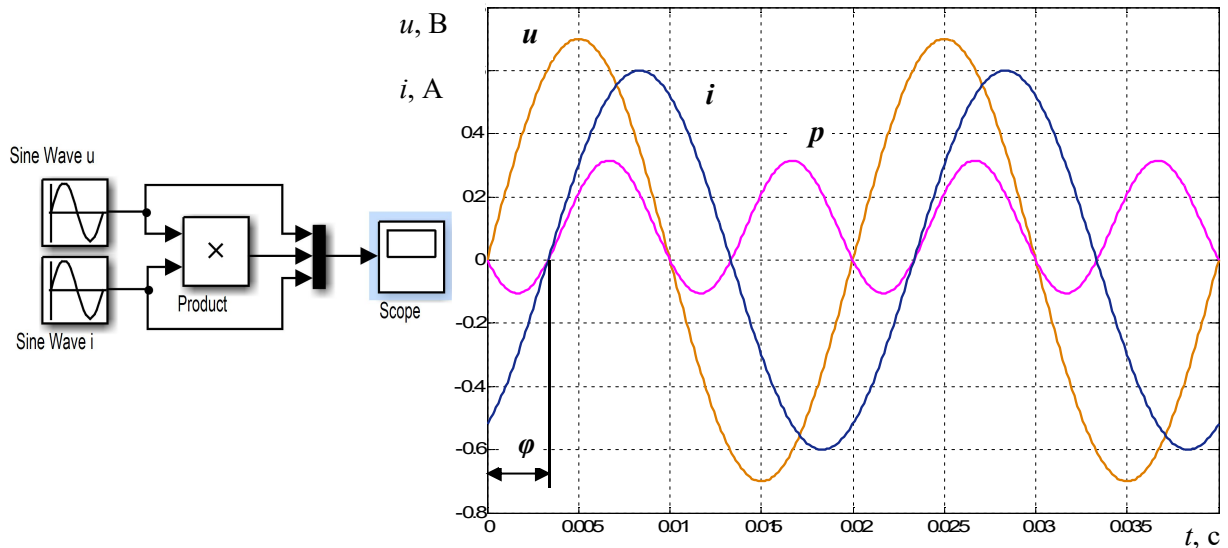 Sine Wave u
Product
Sine Wave i
Scope
u, В
i, А
u
i
p
φ
0.4
0.2
0
-0.2
-0.4
-0.6
-0.8
0 0.005 0.01 0.015 0.02 0.025 0.03 0.035
t, с